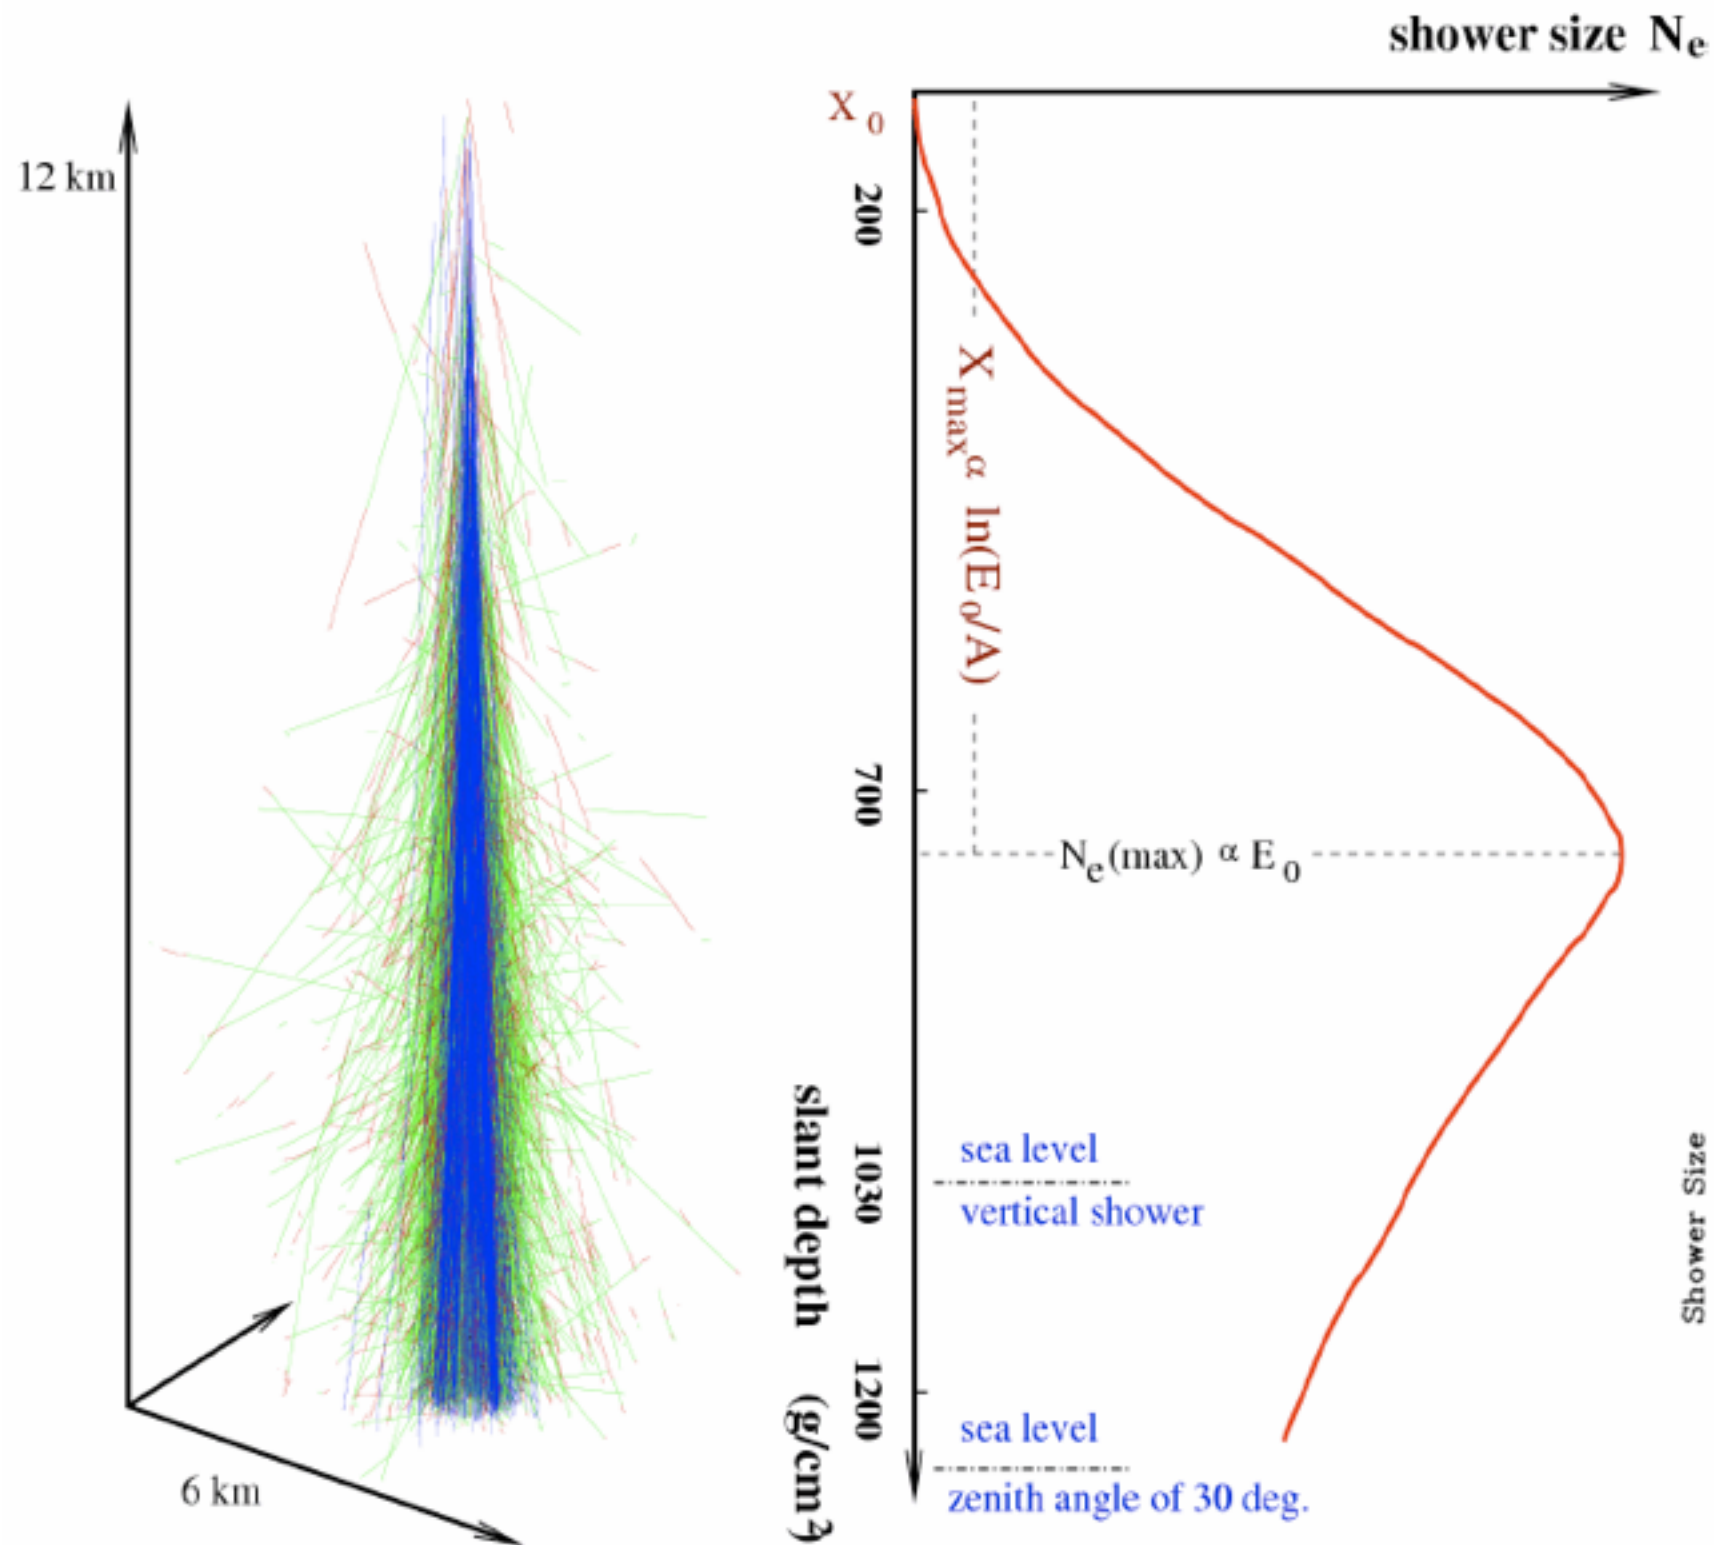 shower size Ne
X0
12 km
200
Xmax α ln(E0/A)
700
Ne(max) α E0
slant depth (g/cm2)
1030
sea level
vertical shower
Shower Size
1200
sea level
zenith angle of 30 deg.
6 km